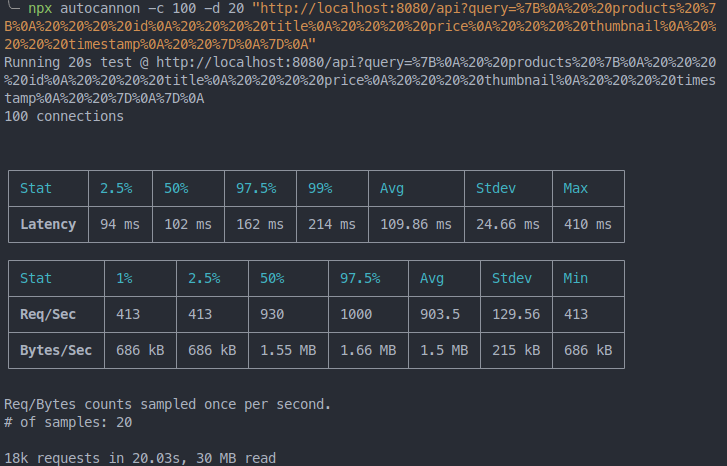 ╰─ npx autocannon -c 100 -d 20 "http://localhost:8080/api?query=%7B%0A%20%20products%20%7
B%0A%20%20%20%20id%0A%20%20%20%20title%0A%20%20%20%20price%0A%20%20%20%20thumbnail%0A%20%
20%20%20timestamp%0A%20%20%7D%0A%7D%0A"
Running 20s test @ http://localhost:8080/api?query=%7B%0A%20%20products%20%7B%0A%20%20%20
%20id%0A%20%20%20%20title%0A%20%20%20%20price%0A%20%20%20%20thumbnail%0A%20%20%20%20times
tamp%0A%20%20%7D%0A%7D%0A
100 connections
Stat 2.5% 50% 97.5% 99% Avg Stdev Max
Latency 94 ms 102 ms 162 ms 214 ms 109.86 ms 24.66 ms 410 ms
Stat 1% 2.5% 50% 97.5% Avg Stdev Min
Req/Sec 413 413 930 1000 903.5 129.56 413
Bytes/Sec 686 kB 686 kB 1.55 MB 1.66 MB 1.5 MB 215 kB 686 kB
Req/Bytes counts sampled once per second.
# of samples: 20
18k requests in 20.03s, 30 MB read